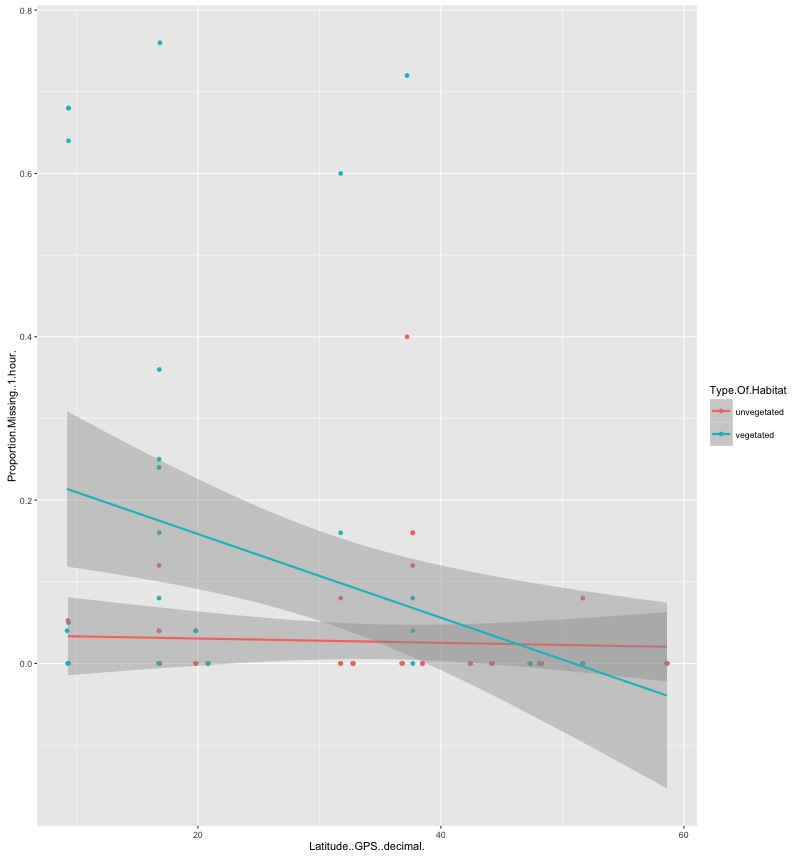 0.8
0.6
0.4
0.2
0.0
Proportion.Missing..1.hour.
20
40
60
Latitude..GPS..decimal.
Type.Of.Habitat
unvegetated
vegetated